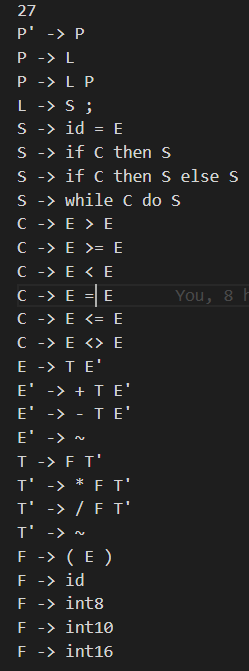 27
P' -> P
P -> L
P -> L P
L -> S ;
S -> id = E
S -> if C then S
S -> if C then S else S
S -> while C do S
C -> E > E
C -> E >= E
C -> E < E
C -> E = E You, 8 h
C -> E <= E
C -> E <> E
E -> T E'
E' -> + T E'
E' -> - T E'
E' -> ~
T -> F T'
T' -> * F T'
T' -> / F T'
T' -> ~
F -> ( E )
F -> id
F -> int8
F -> int10
F -> int16